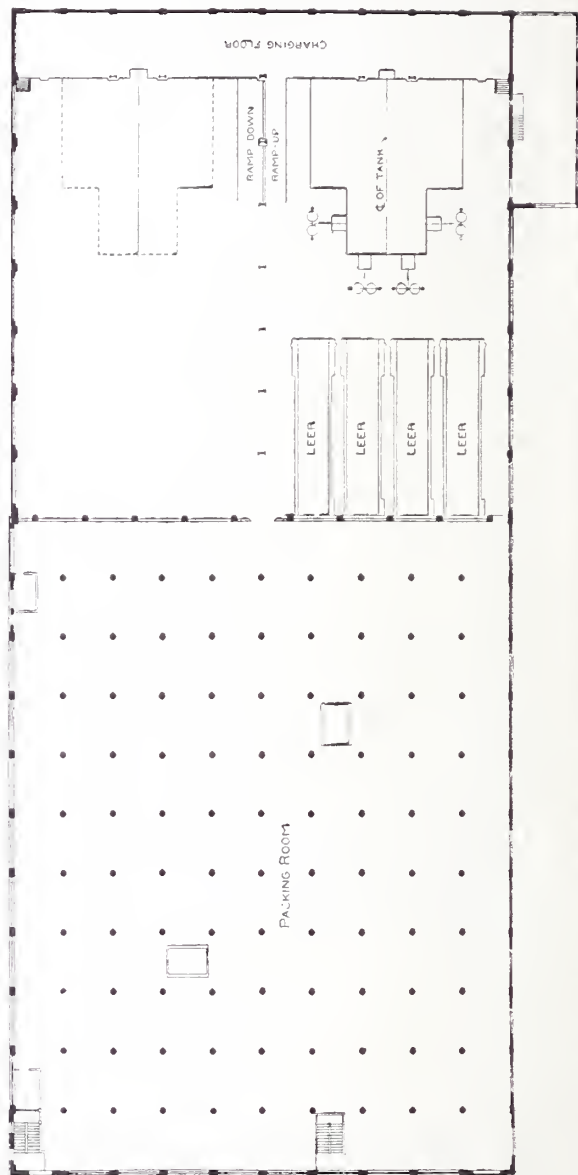 CHARGING FLOOR
RAMP DOWN
RAMP-UP
℄ OF TANK
LEER
LEER
LEER
LEER
PACKING ROOM